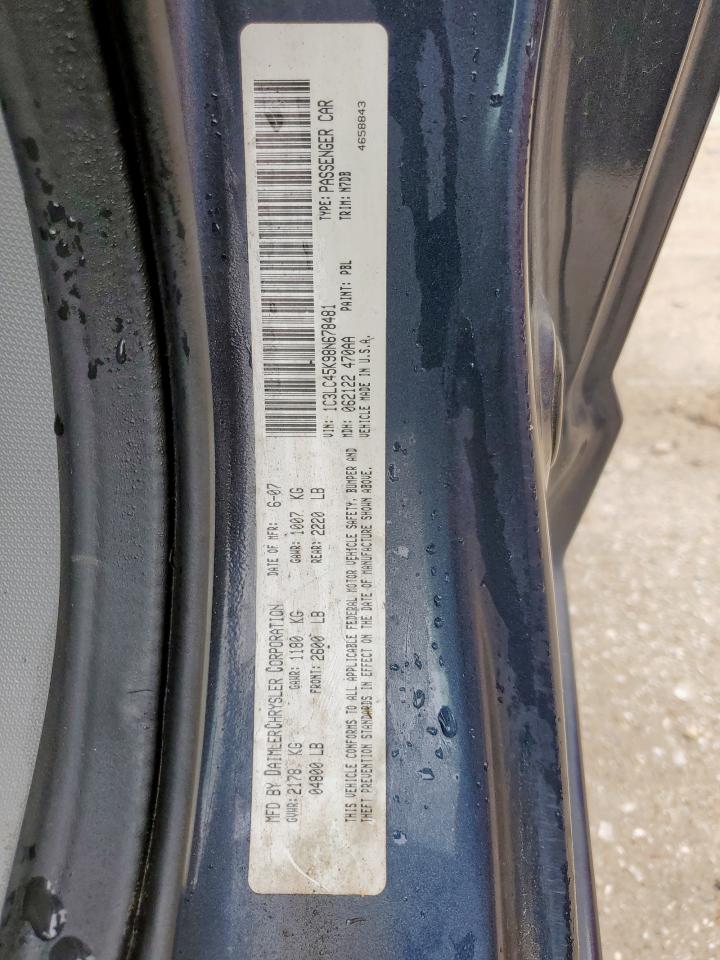 MFD BY DAIMLERCHRYSLER CORPORATION
DATE OF MFR: 6-07
GVWR: 2178 KG
GAWR: 1180 KG
GAWR: 1007 KG
04800 LB
FRONT: 2600 LB
REAR: 2220 LB
THIS VEHICLE CONFORMS TO ALL APPLICABLE FEDERAL MOTOR VEHICLE SAFETY, BUMPER AND
THEFT PREVENTION STANDARDS IN EFFECT ON THE DATE OF MANUFACTURE SHOWN ABOVE.
VIN: 1C3LC45K98N678481
TYPE: PASSENGER CAR
MDH: 062122 470AA
PAINT: PBL
TRIM: N7DB
VEHICLE MADE IN U.S.A.
4658843